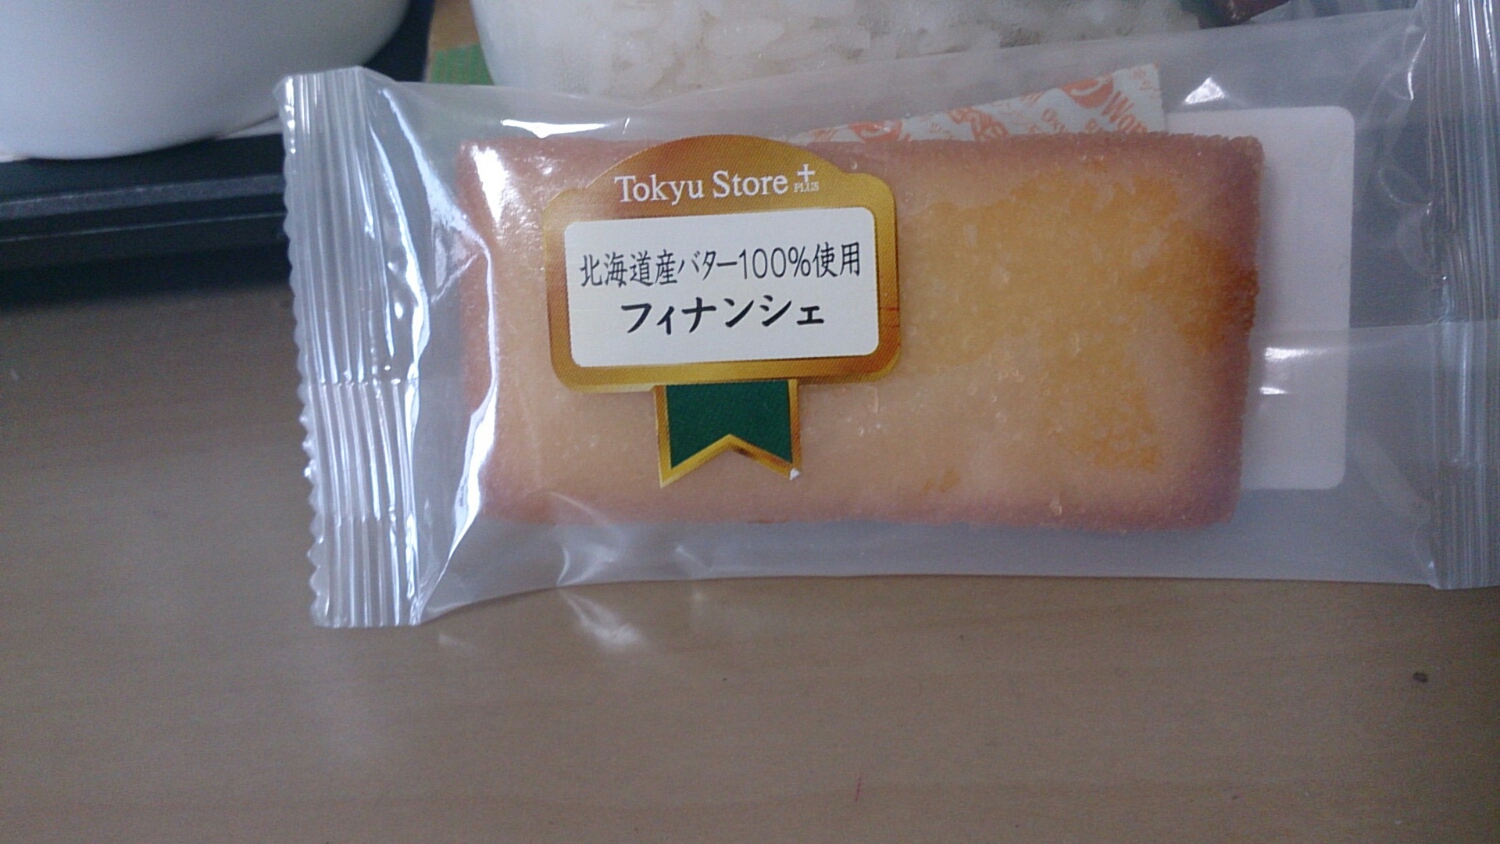 Tokyu Store +
PLUS
北海道産バター100%使用
フィナンシェ